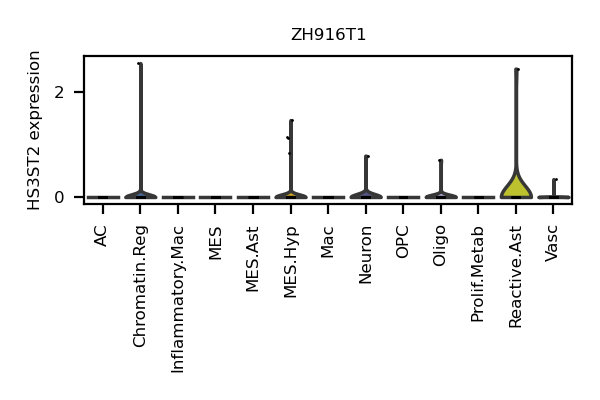 ZH916T1
HS3ST2 expression
2
0
AC
Chromatin.Reg
Inflammatory.Mac
MES
MES.Ast
MES.Hyp
Mac
Neuron
OPC
Oligo
Prolif.Metab
Reactive.Ast
Vasc